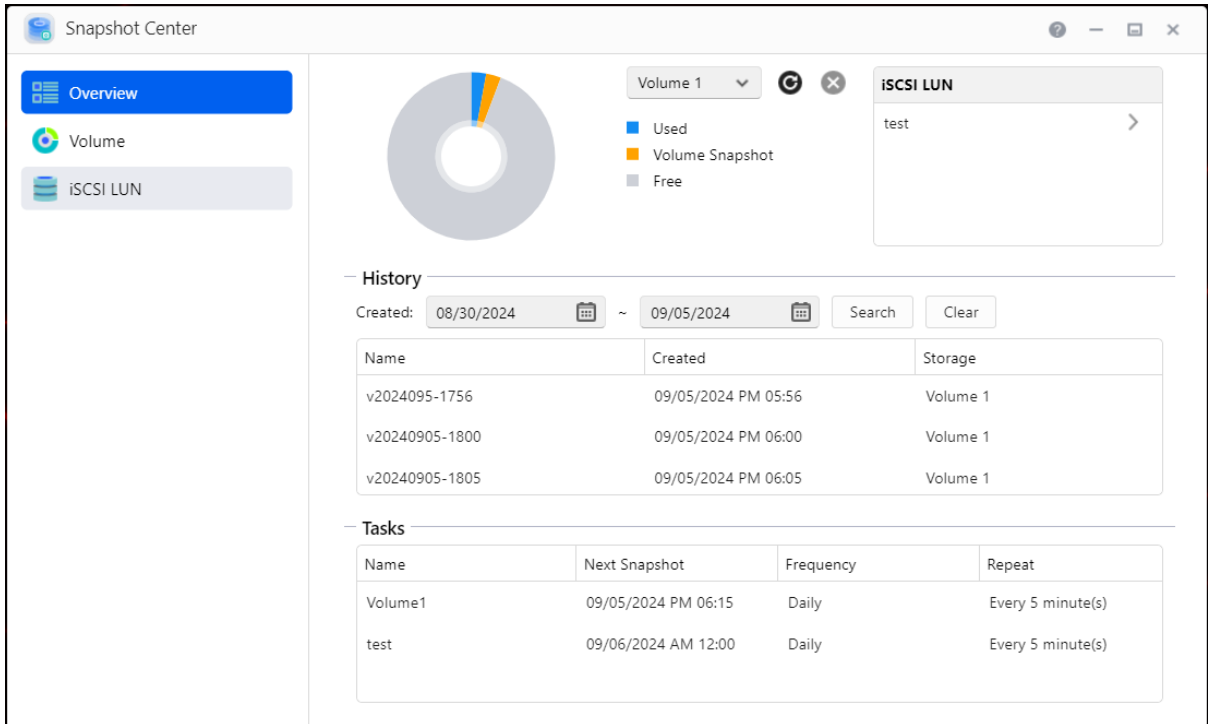 Snapshot Center
Overview
Volume
iSCSI LUN
Volume 1
Used
Volume Snapshot
Free
iSCSI LUN
test
History
Created: 08/30/2024 ~ 09/05/2024 Search Clear
Name Created Storage
v2024095-1756 09/05/2024 PM 05:56 Volume 1
v20240905-1800 09/05/2024 PM 06:00 Volume 1
v20240905-1805 09/05/2024 PM 06:05 Volume 1
Tasks
Name Next Snapshot Frequency Repeat
Volume1 09/05/2024 PM 06:15 Daily Every 5 minute(s)
test 09/06/2024 AM 12:00 Daily Every 5 minute(s)